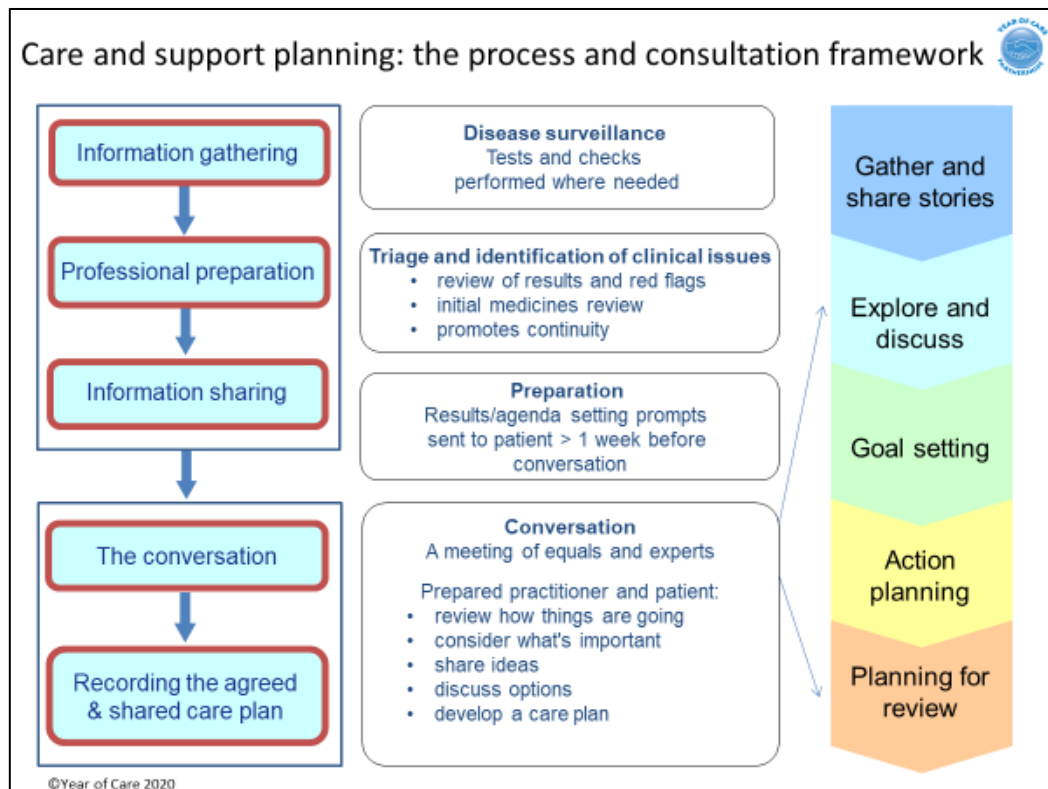 Care and support planning: the process and consultation framework
YEAR OF CARE
PARTNERSHIPS
Information gathering
Professional preparation
Information sharing
The conversation
Recording the agreed
& shared care plan
Disease surveillance
Tests and checks
performed where needed
Triage and identification of clinical issues
• review of results and red flags
• initial medicines review
• promotes continuity
Preparation
Results/agenda setting prompts
sent to patient > 1 week before
conversation
Conversation
A meeting of equals and experts
Prepared practitioner and patient:
• review how things are going
• consider what's important
• share ideas
• discuss options
• develop a care plan
Gather and
share stories
Explore and
discuss
Goal setting
Action
planning
Planning for
review
©Year of Care 2020